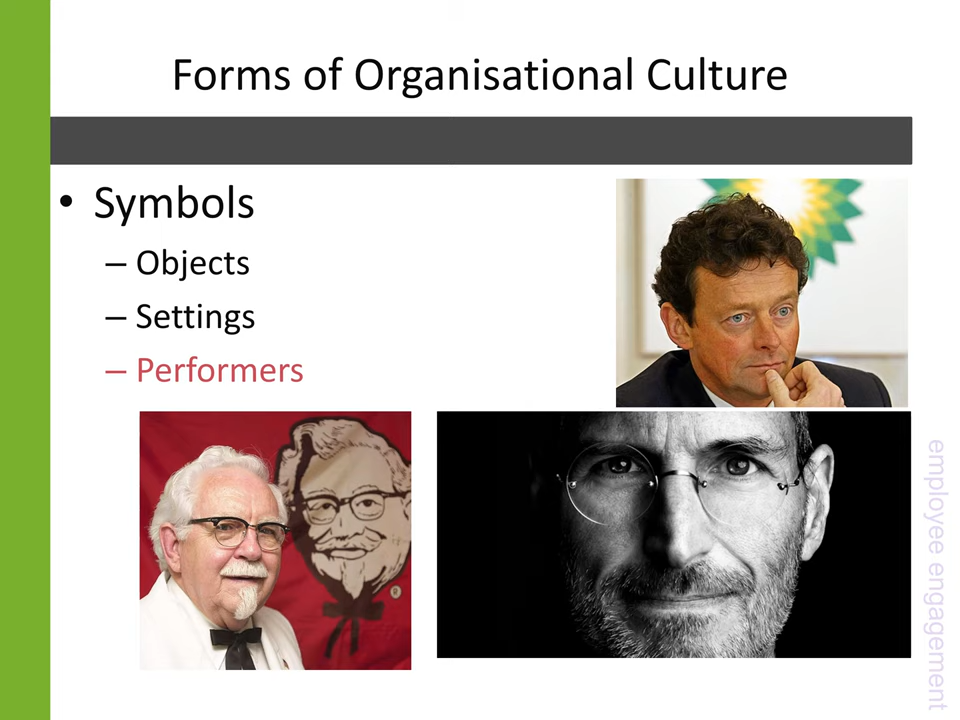 Forms of Organisational Culture
• Symbols
– Objects
– Settings
– Performers
employee engagement